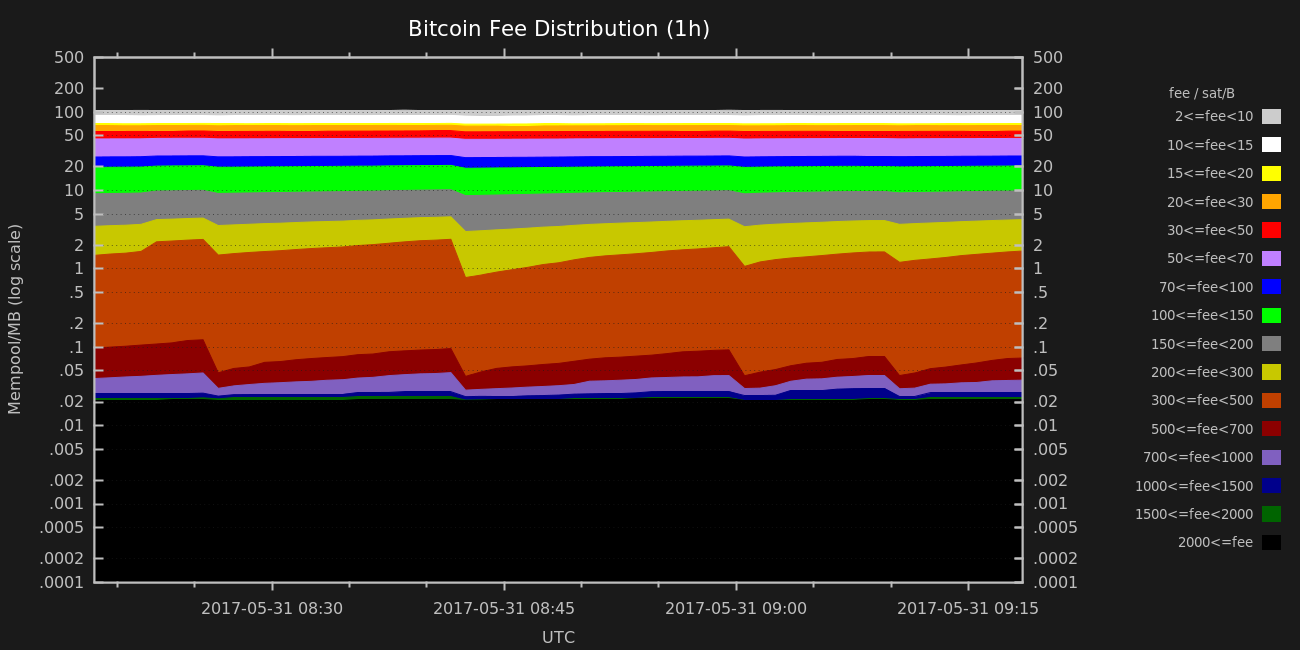 Bitcoin Fee Distribution (1h)
500
200
100
50
20
10
5
2
1
.5
.2
.1
.05
.02
.01
.005
.002
.001
.0005
.0002
.0001
Mempool/MB (log scale)
500
200
100
50
20
10
5
2
1
.5
.2
.1
.05
.02
.01
.005
.002
.001
.0005
.0002
.0001
2017-05-31 08:30
2017-05-31 08:45
2017-05-31 09:00
2017-05-31 09:15
UTC
fee / sat/B
2<=fee<10
10<=fee<15
15<=fee<20
20<=fee<30
30<=fee<50
50<=fee<70
70<=fee<100
100<=fee<150
150<=fee<200
200<=fee<300
300<=fee<500
500<=fee<700
700<=fee<1000
1000<=fee<1500
1500<=fee<2000
2000<=fee